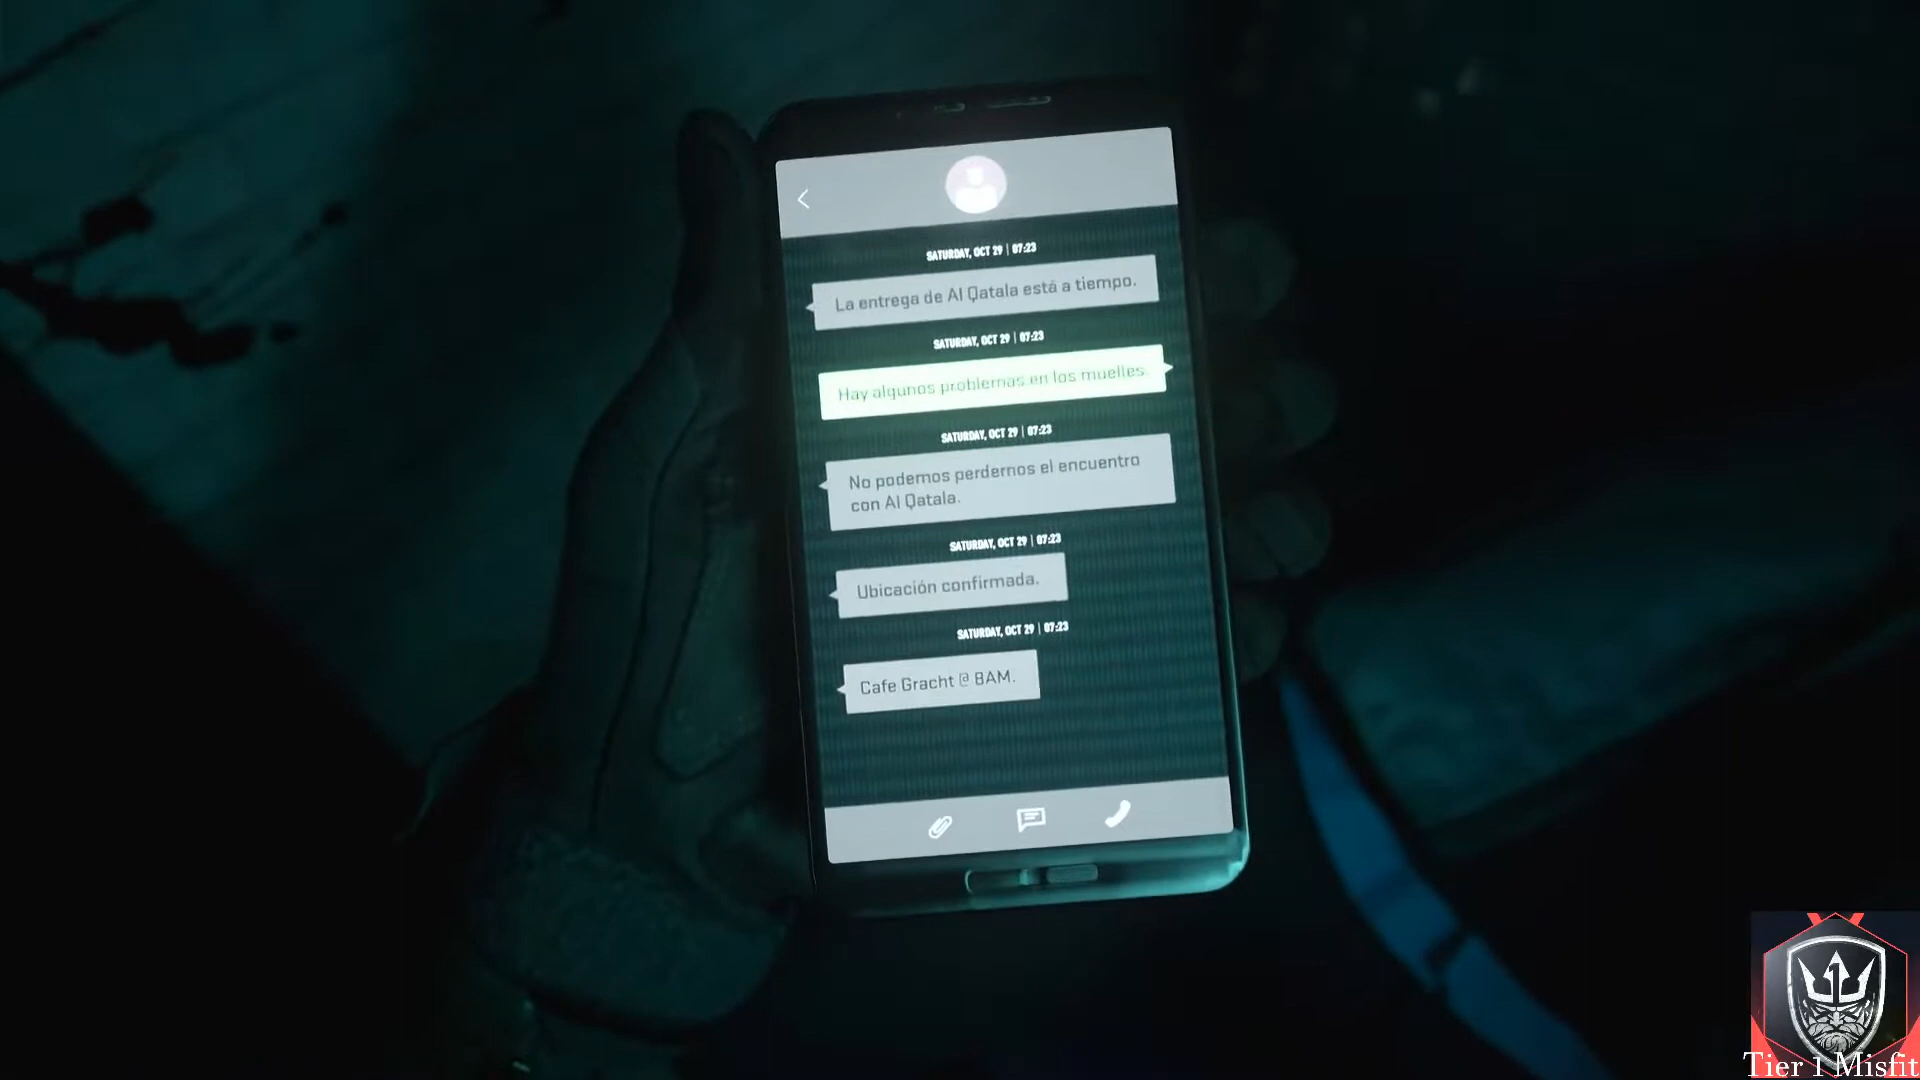 SATURDAY, OCT 29 | 07:23
La entrega de Al Qatala está a tiempo.
SATURDAY, OCT 29 | 07:23
Hay algunos problemas en los muelles.
SATURDAY, OCT 29 | 07:23
No podemos perdernos el encuentro
con Al Qatala.
SATURDAY, OCT 29 | 07:23
Ubicación confirmada.
SATURDAY, OCT 29 | 07:23
Cafe Gracht @ BAM.
Tier 1 Misfit